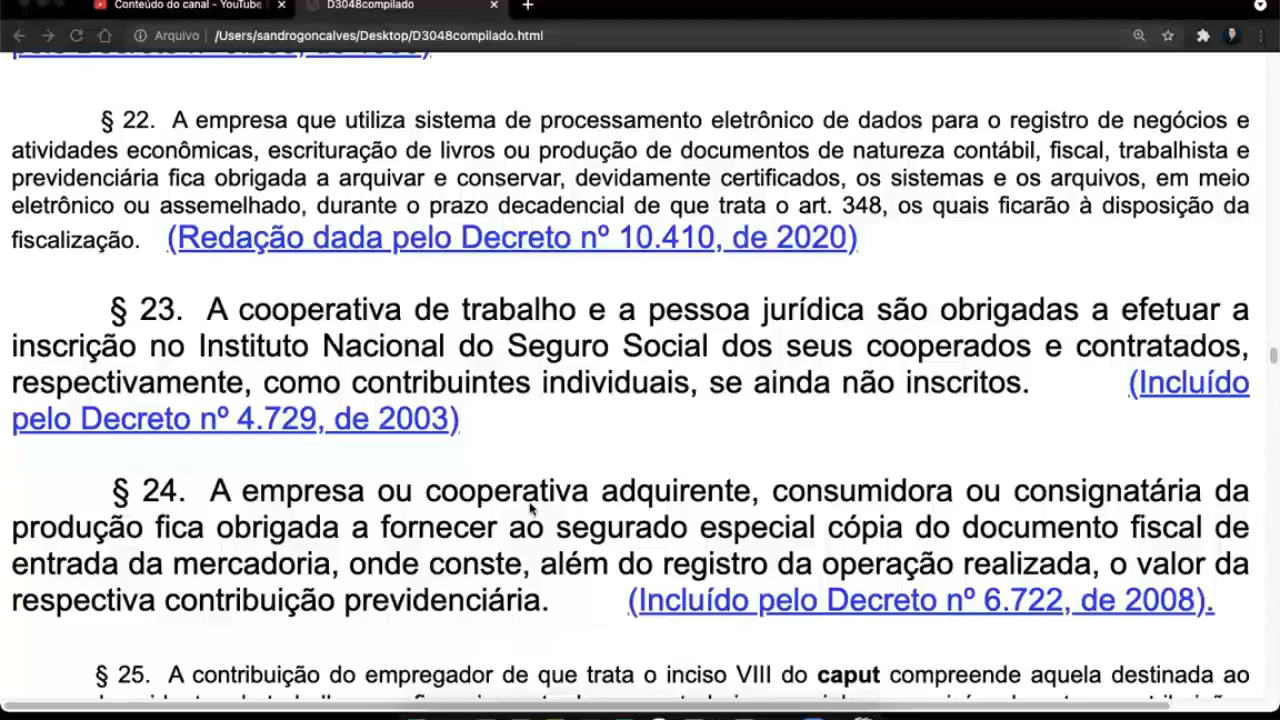 Conteúdo do canal - YouTube
D3048compilado
Arquivo | /Users/sandrogoncalves/Desktop/D3048compilado.html
§ 22. A empresa que utiliza sistema de processamento eletrônico de dados para o registro de negócios e
atividades econômicas, escrituração de livros ou produção de documentos de natureza contábil, fiscal, trabalhista e
previdenciária fica obrigada a arquivar e conservar, devidamente certificados, os sistemas e os arquivos, em meio
eletrônico ou assemelhado, durante o prazo decadencial de que trata o art. 348, os quais ficarão à disposição da
fiscalização. (Redação dada pelo Decreto nº 10.410, de 2020)
§ 23. A cooperativa de trabalho e a pessoa jurídica são obrigadas a efetuar a
inscrição no Instituto Nacional do Seguro Social dos seus cooperados e contratados,
respectivamente, como contribuintes individuais, se ainda não inscritos. (Incluído
pelo Decreto nº 4.729, de 2003)
§ 24. A empresa ou cooperativa adquirente, consumidora ou consignatária da
produção fica obrigada a fornecer ao segurado especial cópia do documento fiscal de
entrada da mercadoria, onde conste, além do registro da operação realizada, o valor da
respectiva contribuição previdenciária. (Incluído pelo Decreto nº 6.722, de 2008).
§ 25. A contribuição do empregador de que trata o inciso VIII do caput compreende aquela destinada ao